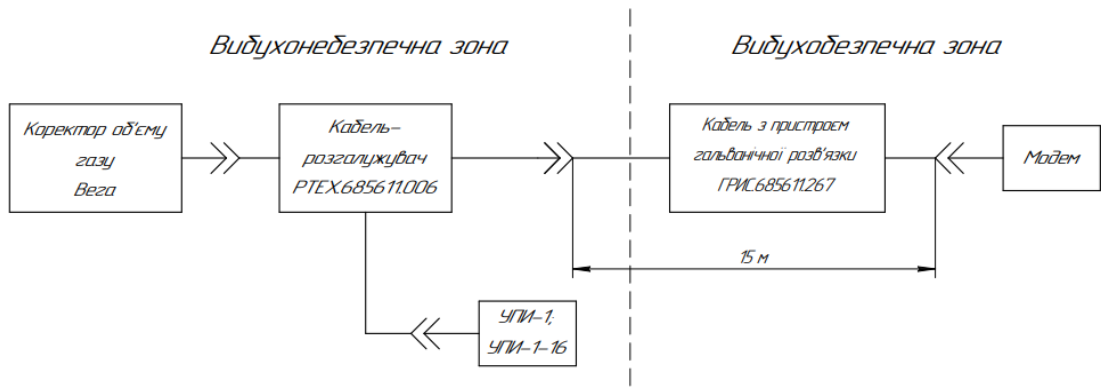 Вибухонебезпечна зона
Вибухобезпечна зона
Коректор об'єму
газу
Вега
Кабель-
розгалужувач
РТЕХ.685611.006
Кабель з пристроєм
гальванічної розв'язки
ГРИС.685611.267
Модем
15 м
УПИ-1;
УПИ-1-16